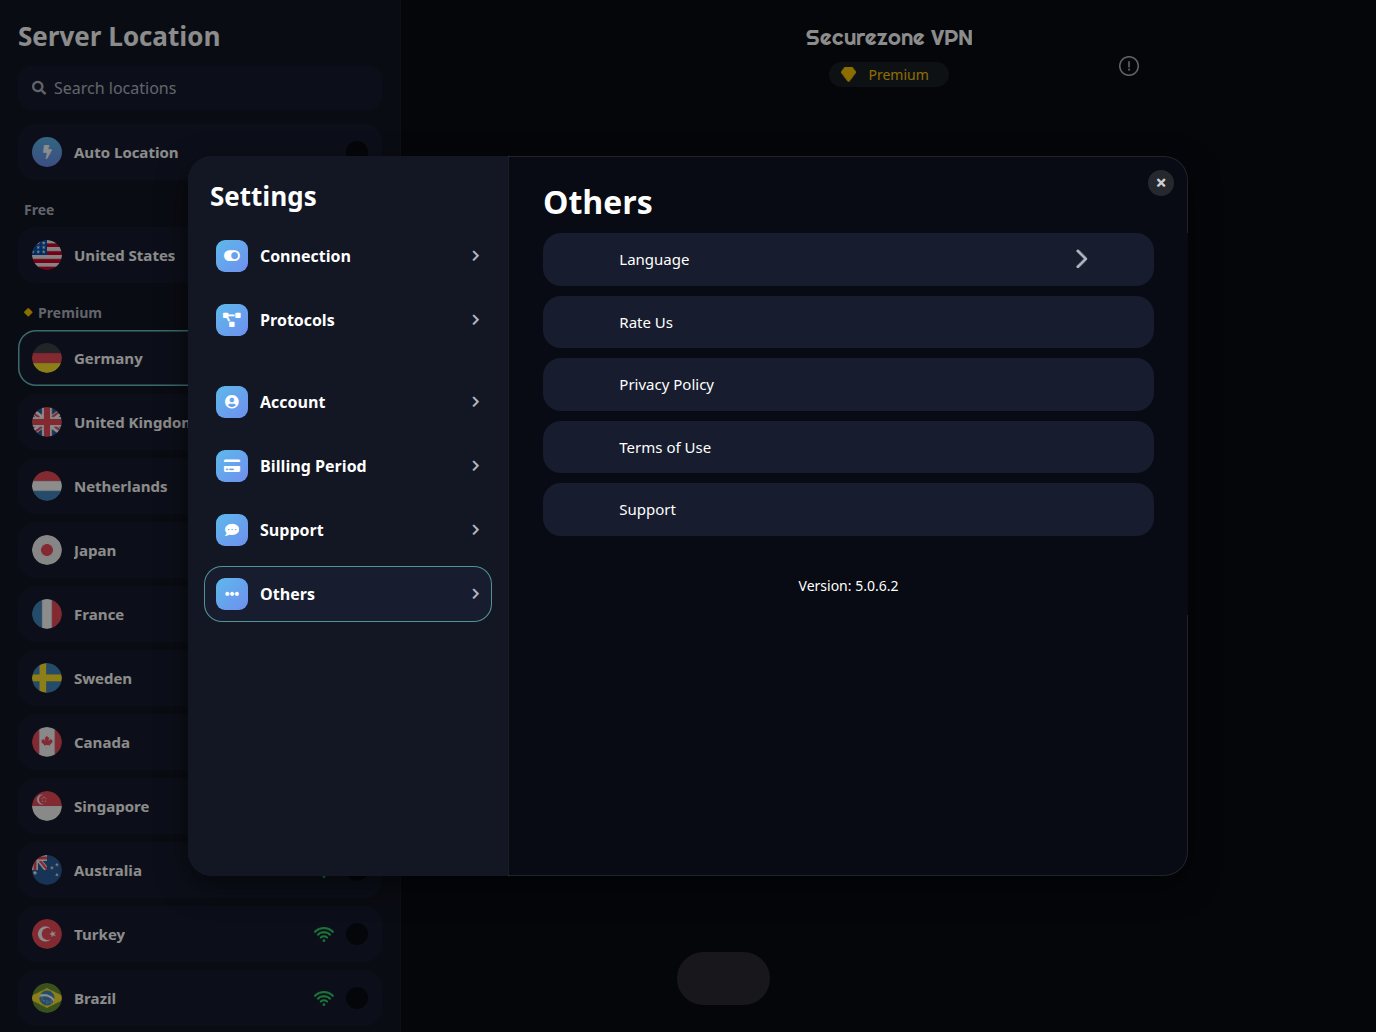 Server Location
Search locations
Auto Location
Free
United States
Premium
Germany
United Kingdom
Netherlands
Japan
France
Sweden
Canada
Singapore
Australia
Turkey
Brazil
Securezone VPN
Premium
Settings
Connection
Protocols
Account
Billing Period
Support
Others
Others
Language
Rate Us
Privacy Policy
Terms of Use
Support
Version: 5.0.6.2